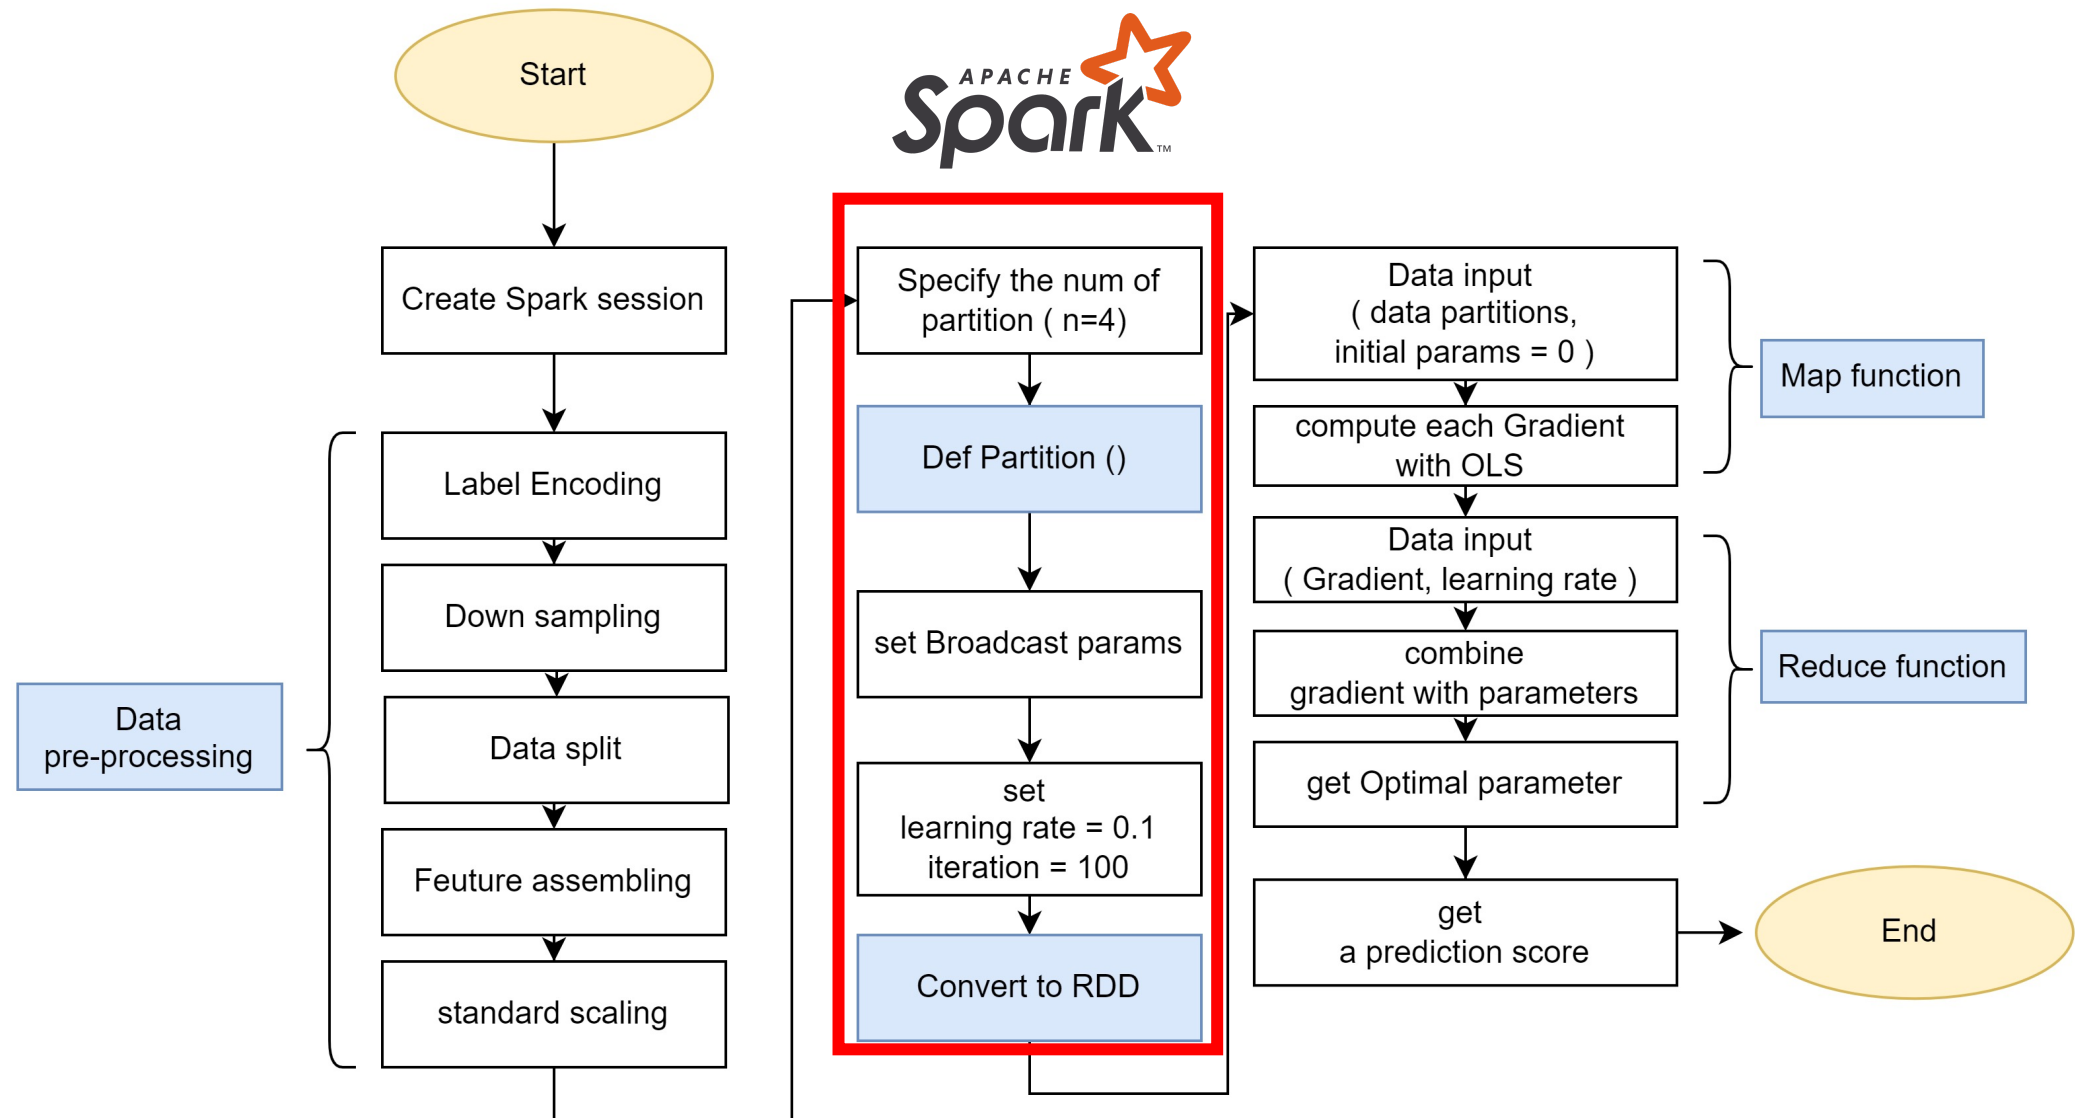 Start
Create Spark session
Label Encoding
Down sampling
Data split
Feuture assembling
standard scaling
Data
pre-processing
APACHE
Spark™
Specify the num of
partition ( n=4)
Def Partition ()
set Broadcast params
set
learning rate = 0.1
iteration = 100
Convert to RDD
Data input
( data partitions,
initial params = 0 )
compute each Gradient
with OLS
Map function
Data input
( Gradient, learning rate )
combine
gradient with parameters
get Optimal parameter
Reduce function
get
a prediction score
End